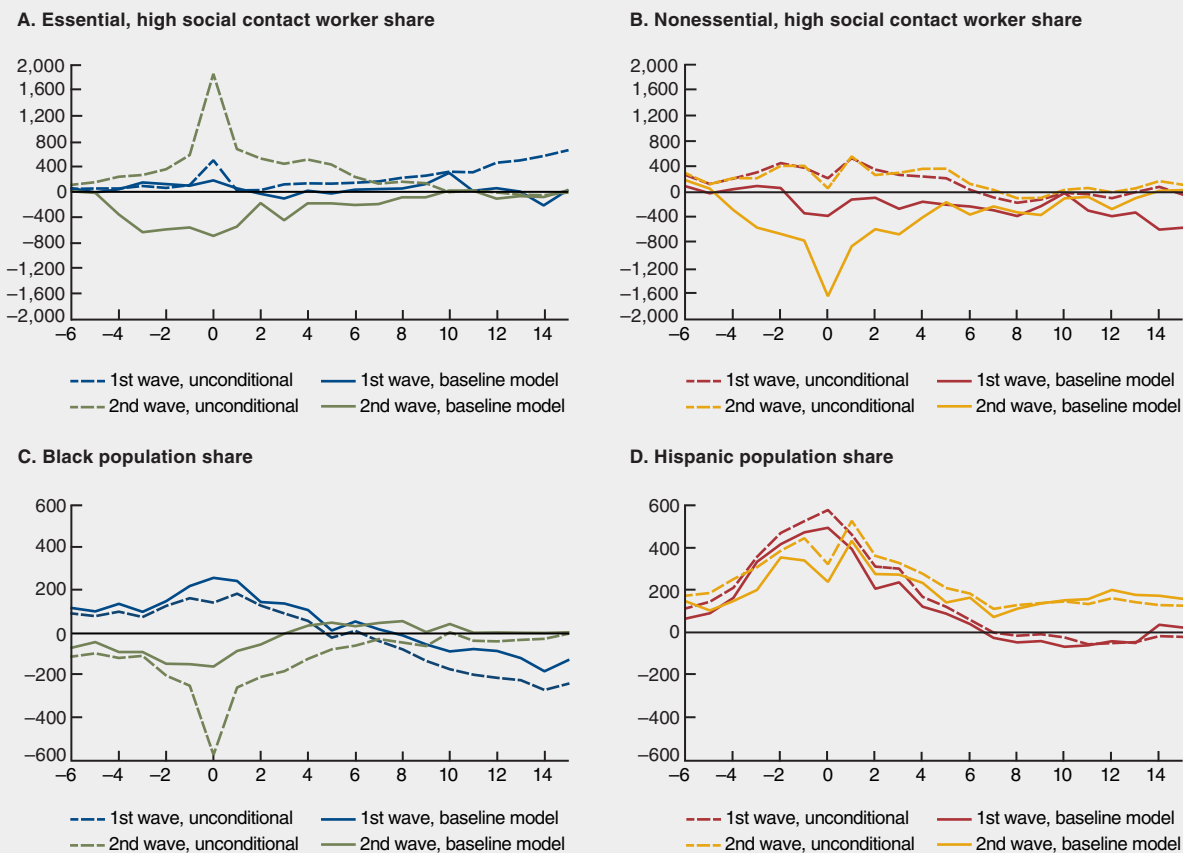 A. Essential, high social contact worker share
2,000
1,600
1,200
800
400
0
−400
−800
−1,200
−1,600
−2,000
−6 −4 −2 0 2 4 6 8 10 12 14
1st wave, unconditional 1st wave, baseline model
2nd wave, unconditional 2nd wave, baseline model
B. Nonessential, high social contact worker share
2,000
1,600
1,200
800
400
0
−400
−800
−1,200
−1,600
−2,000
−6 −4 −2 0 2 4 6 8 10 12 14
1st wave, unconditional 1st wave, baseline model
2nd wave, unconditional 2nd wave, baseline model
C. Black population share
600
400
200
0
−200
−400
−600
−6 −4 −2 0 2 4 6 8 10 12 14
1st wave, unconditional 1st wave, baseline model
2nd wave, unconditional 2nd wave, baseline model
D. Hispanic population share
600
400
200
0
−200
−400
−600
−6 −4 −2 0 2 4 6 8 10 12 14
1st wave, unconditional 1st wave, baseline model
2nd wave, unconditional 2nd wave, baseline model